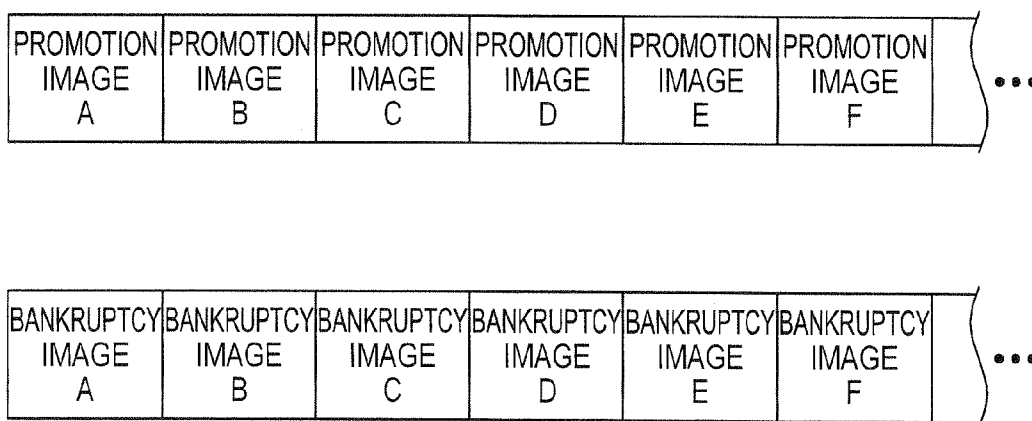 PROMOTION PROMOTION PROMOTION PROMOTION PROMOTION PROMOTION
IMAGE IMAGE IMAGE IMAGE IMAGE IMAGE
A B C D E F
BANKRUPTCY BANKRUPTCY BANKRUPTCY BANKRUPTCY BANKRUPTCY BANKRUPTCY
IMAGE IMAGE IMAGE IMAGE IMAGE IMAGE
A B C D E F